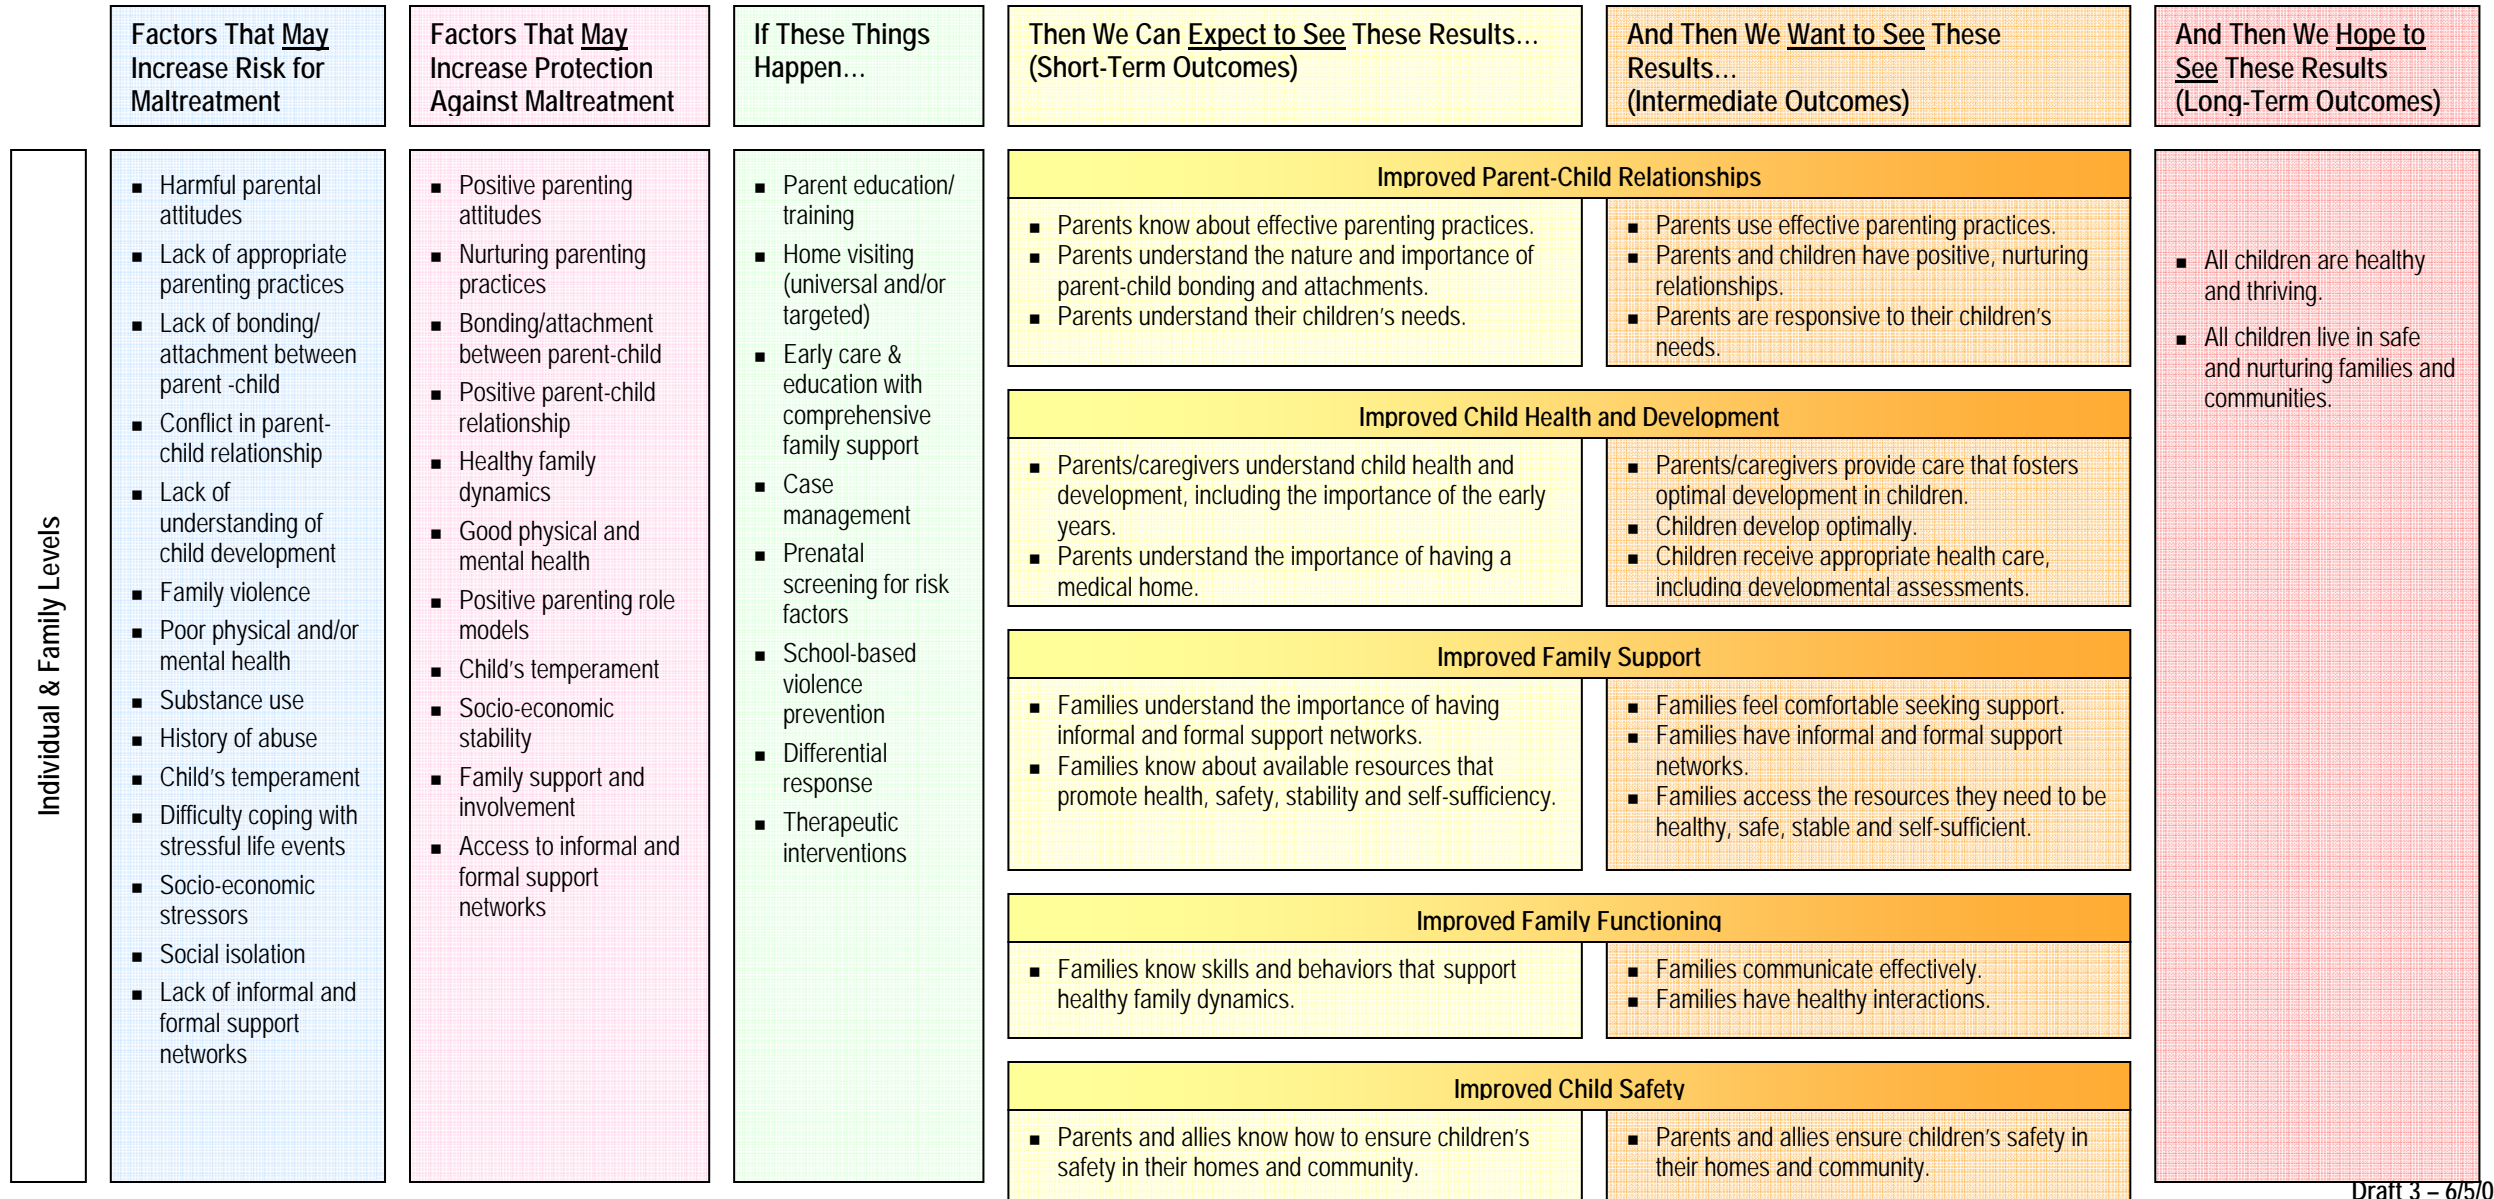 Factors That May
Increase Risk for
Maltreatment
Factors That May
Increase Protection
Against Maltreatment
If These Things
Happen…
Then We Can Expect to See These Results…
(Short-Term Outcomes)
And Then We Want to See These
Results…
(Intermediate Outcomes)
And Then We Hope to
See These Results
(Long-Term Outcomes)
Individual & Family Levels
■ Harmful parental
attitudes
■ Lack of appropriate
parenting practices
■ Lack of bonding/
attachment between
parent -child
■ Conflict in parent-
child relationship
■ Lack of
understanding of
child development
■ Family violence
■ Poor physical and/or
mental health
■ Substance use
■ History of abuse
■ Child’s temperament
■ Difficulty coping with
stressful life events
■ Socio-economic
stressors
■ Social isolation
■ Lack of informal and
formal support
networks
■ Positive parenting
attitudes
■ Nurturing parenting
practices
■ Bonding/attachment
between parent-child
■ Positive parent-child
relationship
■ Healthy family
dynamics
■ Good physical and
mental health
■ Positive parenting role
models
■ Child’s temperament
■ Socio-economic
stability
■ Family support and
involvement
■ Access to informal and
formal support
networks
■ Parent education/
training
■ Home visiting
(universal and/or
targeted)
■ Early care &
education with
comprehensive
family support
■ Case
management
■ Prenatal
screening for risk
factors
■ School-based
violence
prevention
■ Differential
response
■ Therapeutic
interventions
Improved Parent-Child Relationships
■ Parents know about effective parenting practices.
■ Parents understand the nature and importance of
parent-child bonding and attachments.
■ Parents understand their children’s needs.
■ Parents use effective parenting practices.
■ Parents and children have positive, nurturing
relationships.
■ Parents are responsive to their children’s
needs.
Improved Child Health and Development
■ Parents/caregivers understand child health and
development, including the importance of the early
years.
■ Parents understand the importance of having a
medical home.
■ Parents/caregivers provide care that fosters
optimal development in children.
■ Children develop optimally.
■ Children receive appropriate health care,
including developmental assessments.
Improved Family Support
■ Families understand the importance of having
informal and formal support networks.
■ Families know about available resources that
promote health, safety, stability and self-sufficiency.
■ Families feel comfortable seeking support.
■ Families have informal and formal support
networks.
■ Families access the resources they need to be
healthy, safe, stable and self-sufficient.
Improved Family Functioning
■ Families know skills and behaviors that support
healthy family dynamics.
■ Families communicate effectively.
■ Families have healthy interactions.
Improved Child Safety
■ Parents and allies know how to ensure children’s
safety in their homes and community.
■ Parents and allies ensure children’s safety in
their homes and community.
■ All children are healthy
and thriving.
■ All children live in safe
and nurturing families and
communities.
Draft 3 – 6/5/0